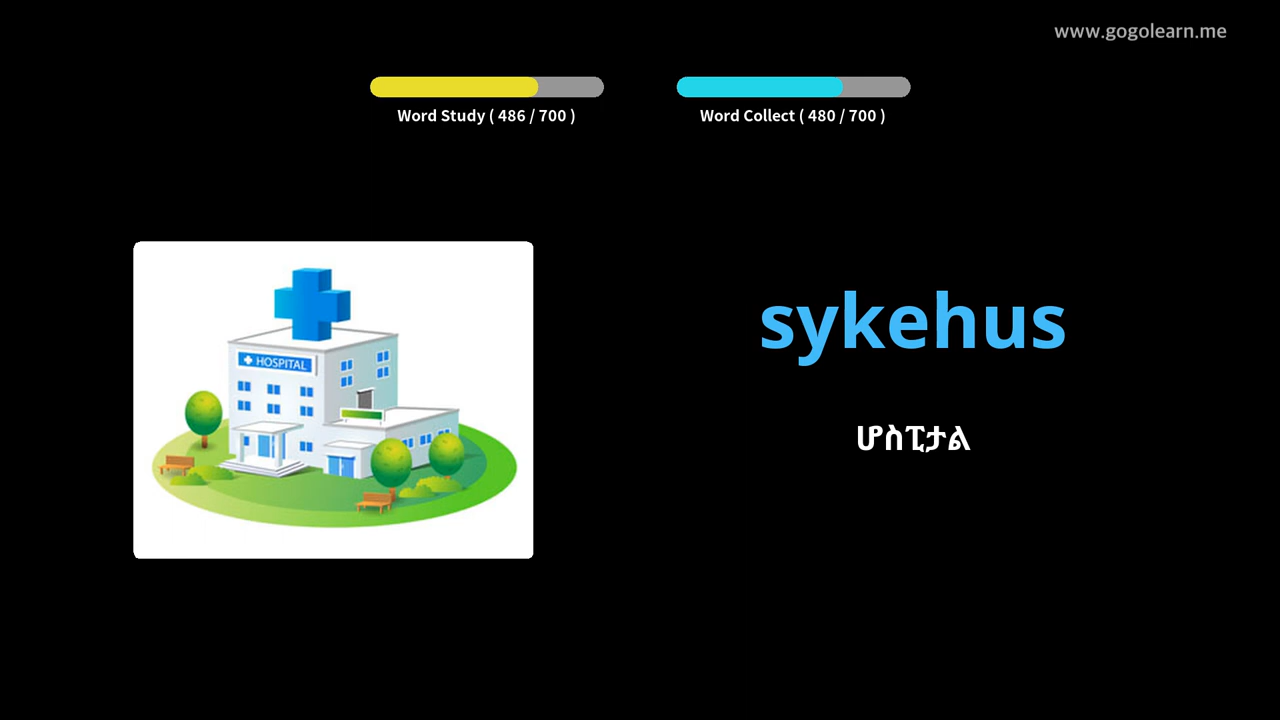 www.gogolearn.me
Word Study ( 486 / 700 )
Word Collect ( 480 / 700 )
HOSPITAL
sykehus
ሆስፒታል